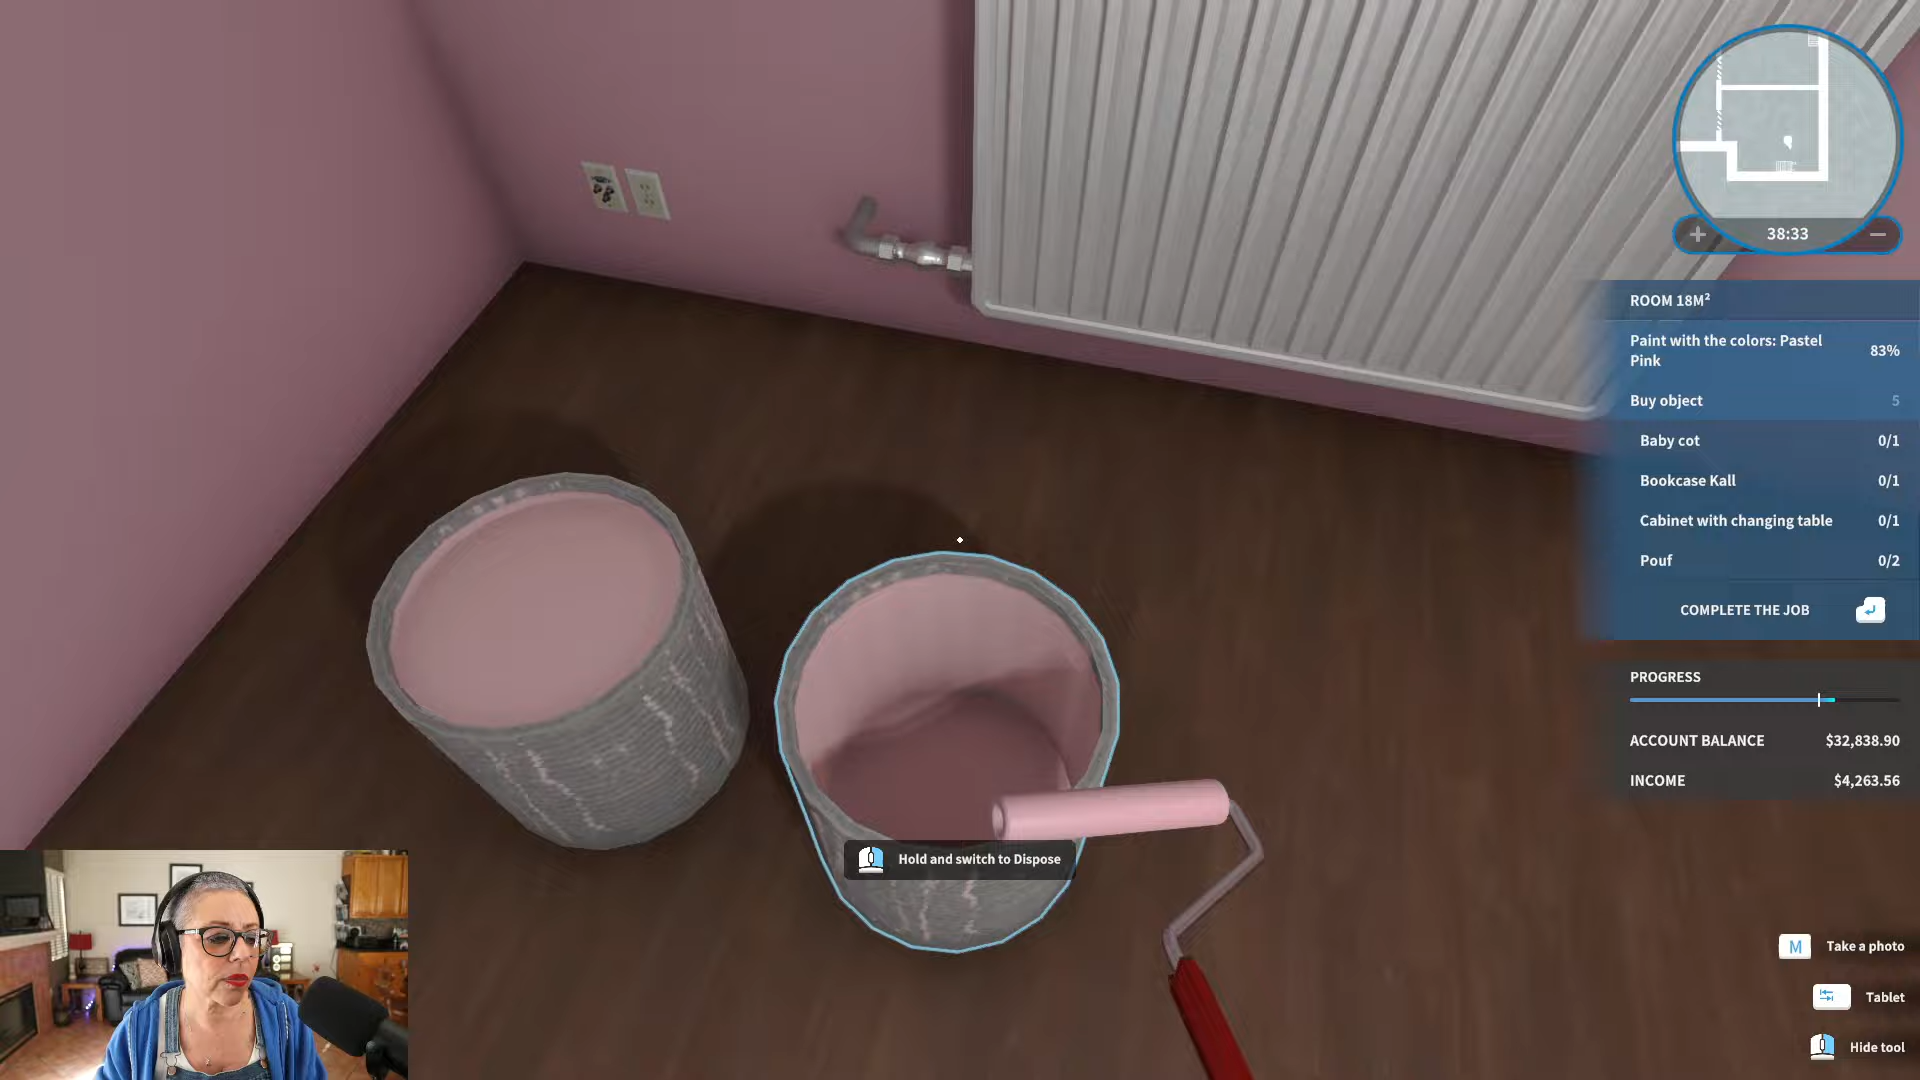 38:33
ROOM 18M²
Paint with the colors: Pastel
Pink
83%
Buy object 5
Baby cot 0/1
Bookcase Kall 0/1
Cabinet with changing table 0/1
Pouf 0/2
COMPLETE THE JOB
PROGRESS
ACCOUNT BALANCE $32,838.90
INCOME $4,263.56
Hold and switch to Dispose
M Take a photo
Tablet
Hide tool